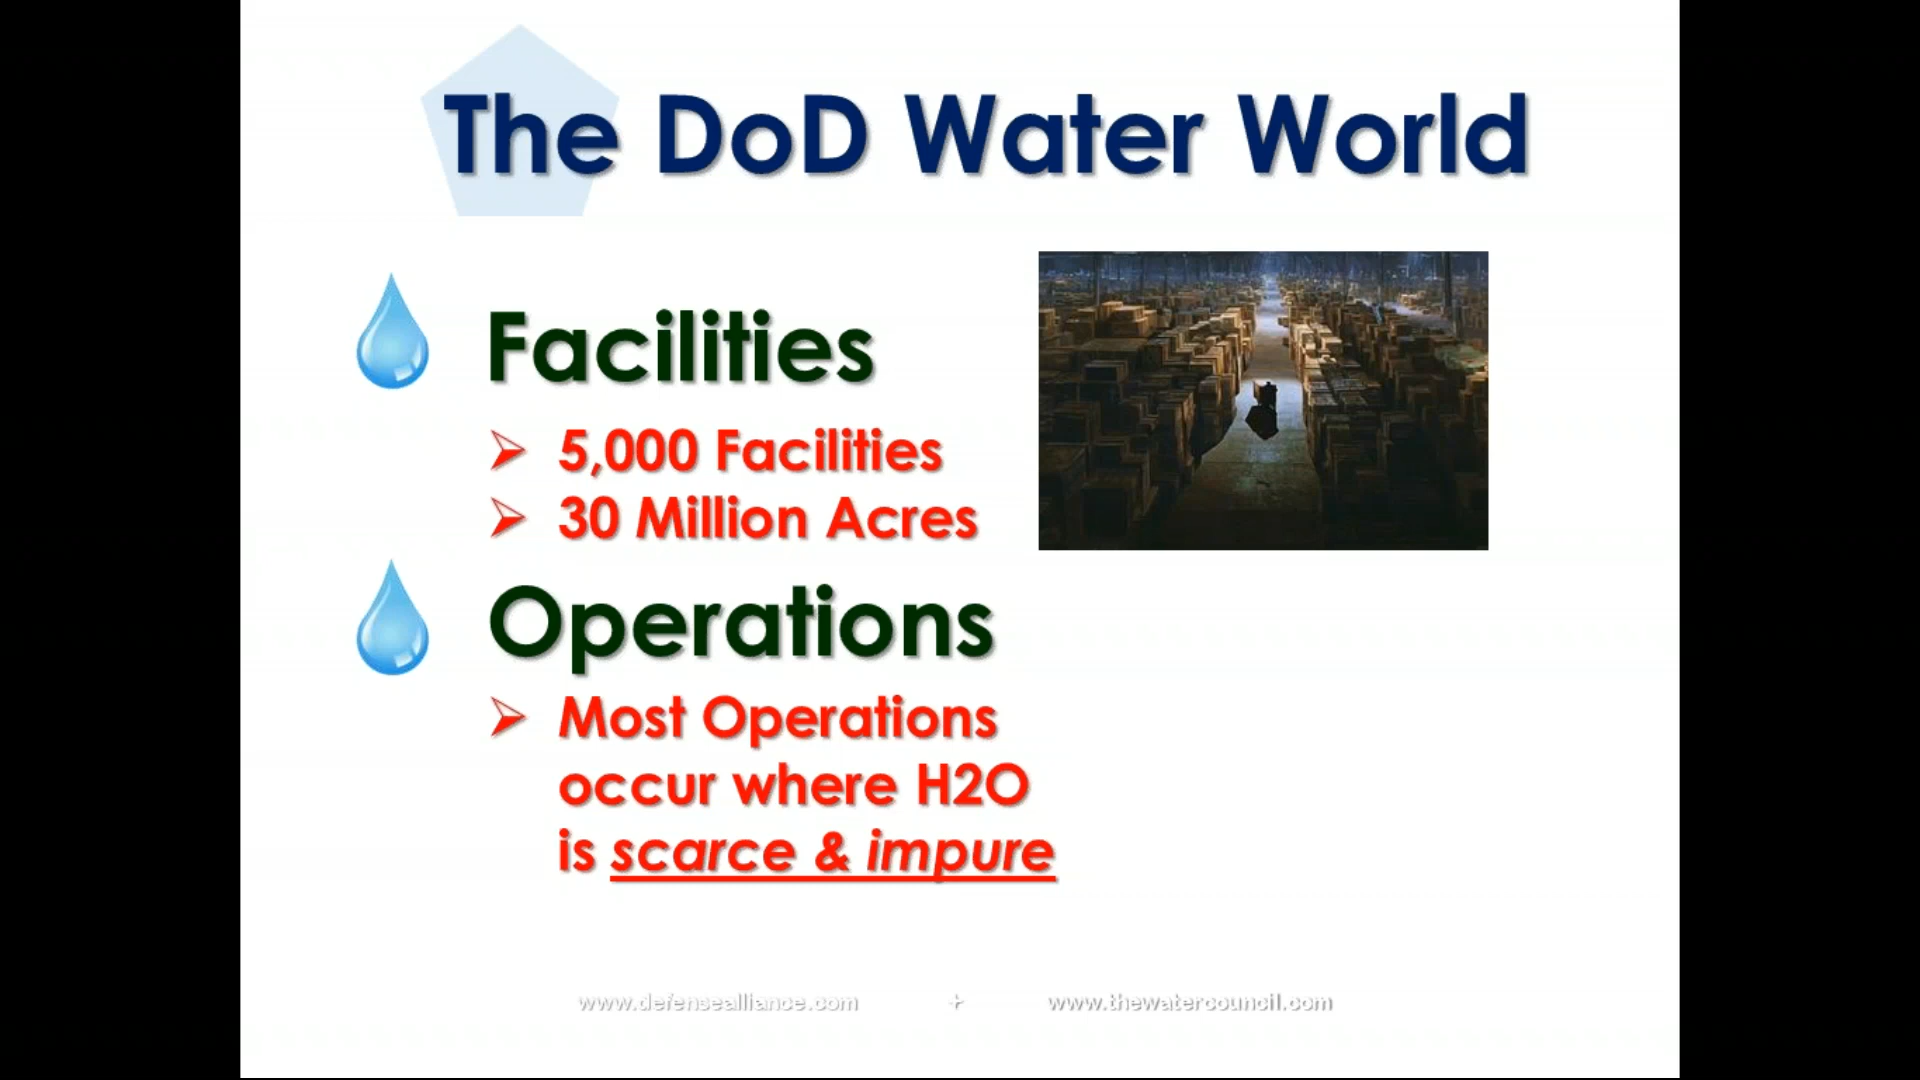 The DoD Water World
Facilities
5,000 Facilities
30 Million Acres
Operations
Most Operations
occur where H2O
is scarce & impure
www.defensealliance.com + www.thewatercouncil.com